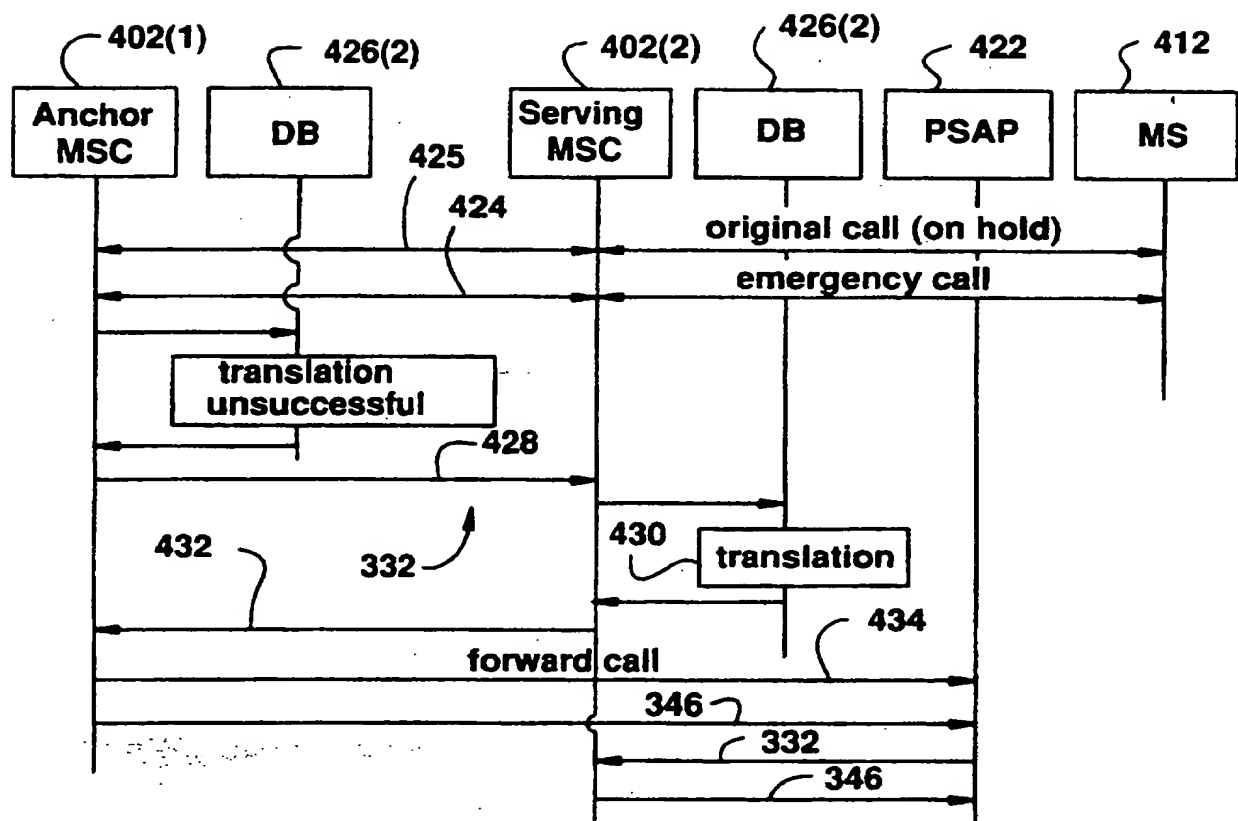 402(1)
426(2)
402(2)
426(2)
422
412
Anchor
MSC
DB
Serving
MSC
DB
PSAP
MS
425
424
original call (on hold)
emergency call
translation
unsuccessful
428
332
430
translation
432
434
forward call
346
332
346